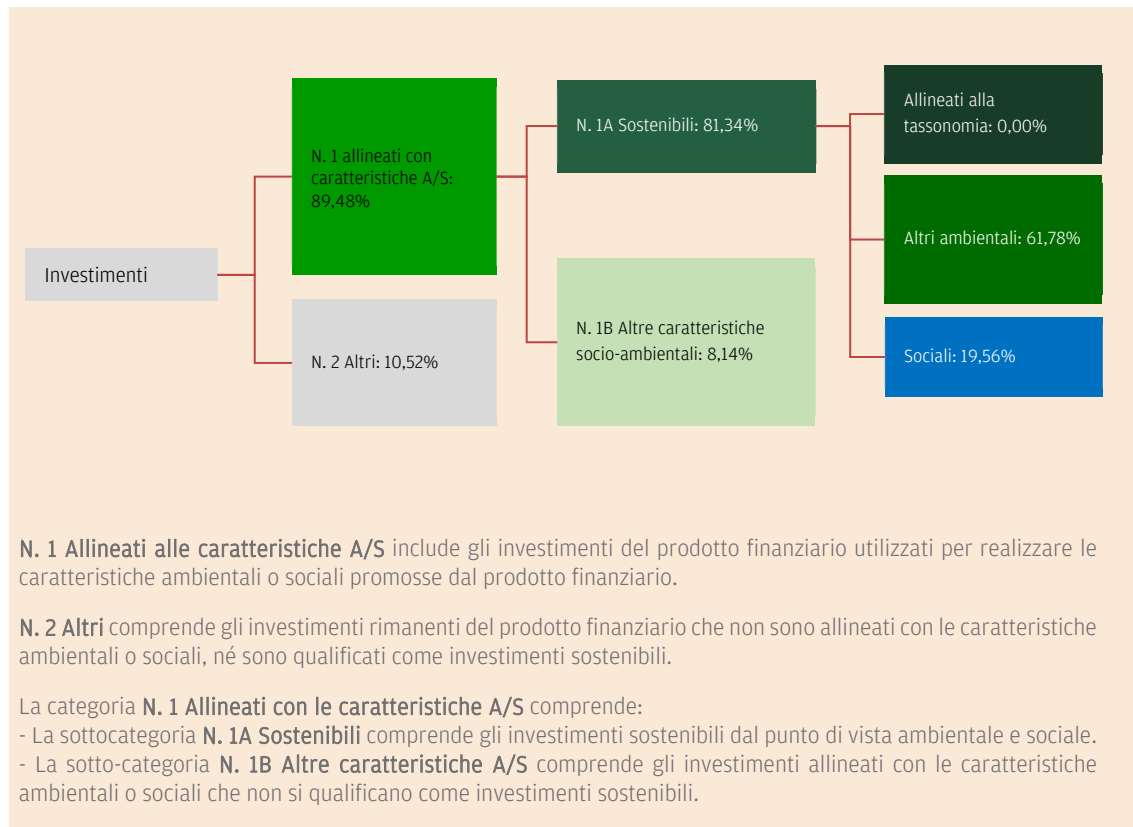 Investimenti
N. 1 allineati con
caratteristiche A/S:
89,48%
N. 2 Altri: 10,52%
N. 1A Sostenibili: 81,34%
N. 1B Altre caratteristiche
socio-ambientali: 8,14%
Allineati alla
tassonomia: 0,00%
Altri ambientali: 61,78%
Sociali: 19,56%
N. 1 Allineati alle caratteristiche A/S include gli investimenti del prodotto finanziario utilizzati per realizzare le
caratteristiche ambientali o sociali promosse dal prodotto finanziario.
N. 2 Altri comprende gli investimenti rimanenti del prodotto finanziario che non sono allineati con le caratteristiche
ambientali o sociali, né sono qualificati come investimenti sostenibili.
La categoria N. 1 Allineati con le caratteristiche A/S comprende:
- La sottocategoria N. 1A Sostenibili comprende gli investimenti sostenibili dal punto di vista ambientale e sociale.
- La sotto-categoria N. 1B Altre caratteristiche A/S comprende gli investimenti allineati con le caratteristiche
ambientali o sociali che non si qualificano come investimenti sostenibili.